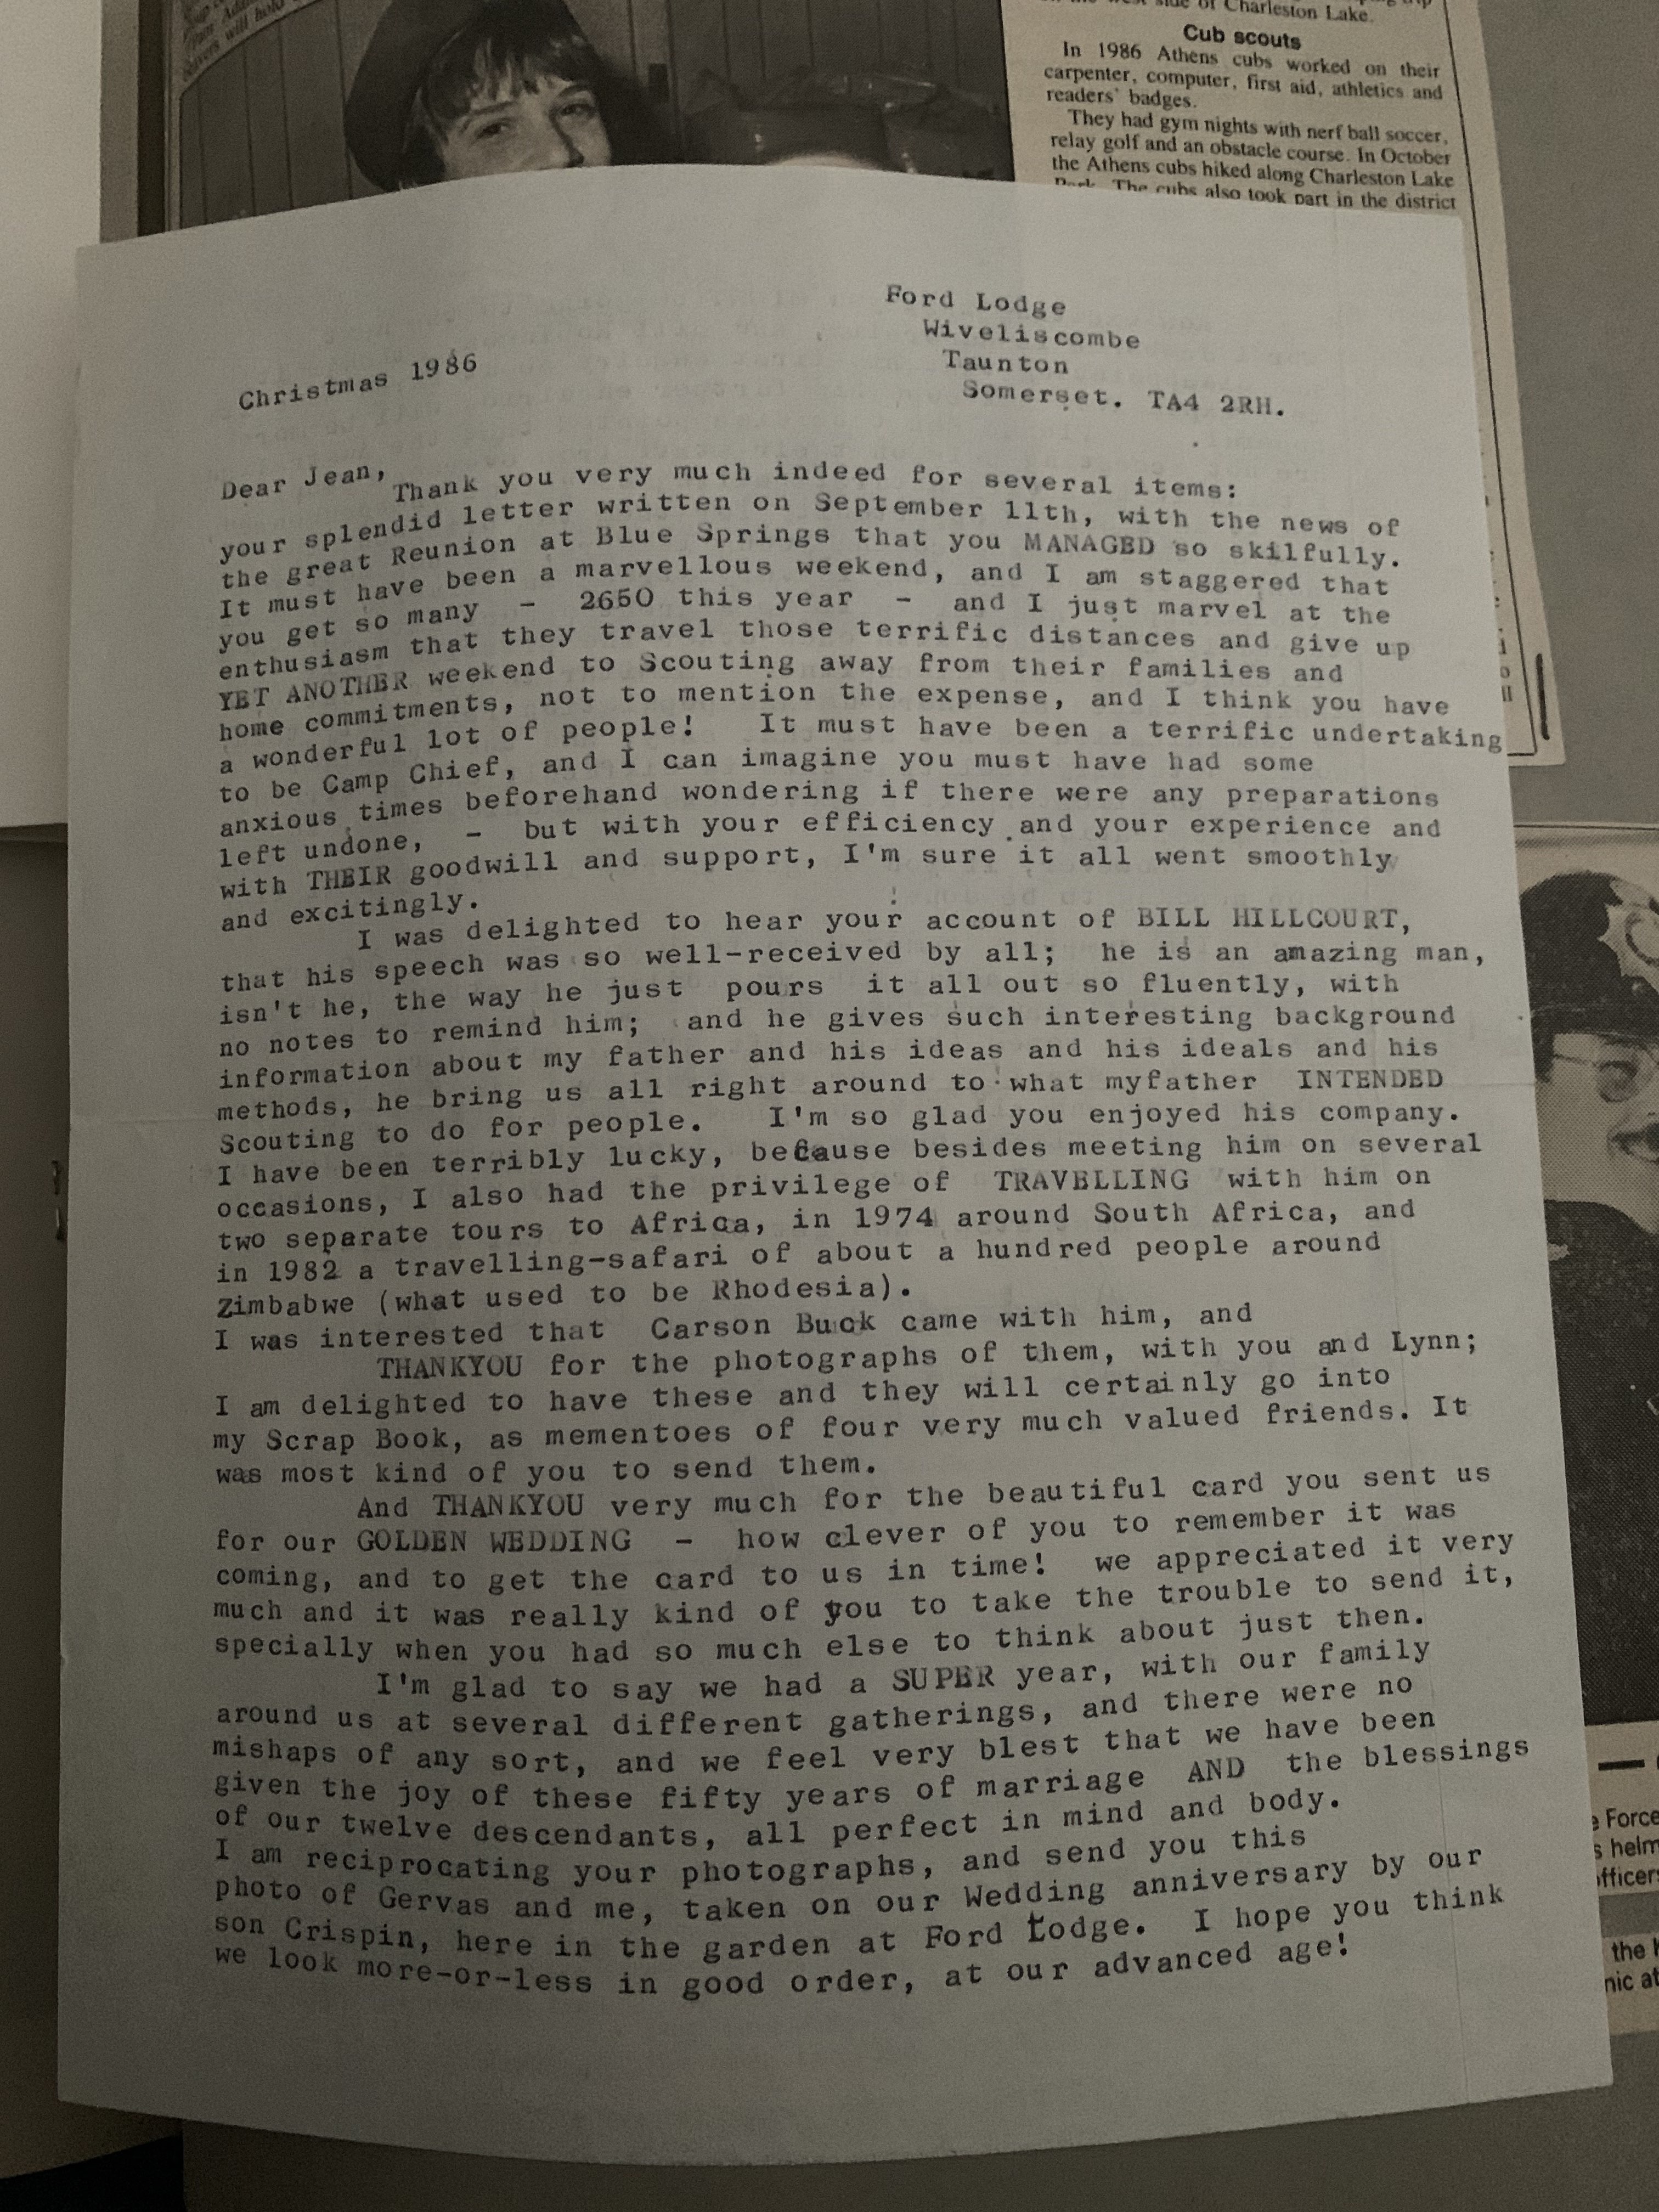 of Charleston Lake.
Cub scouts
In 1986 Athens cubs worked on their
carpenter, computer, first aid, athletics and
readers' badges.
They had gym nights with nerf ball soccer,
relay golf and an obstacle course. In October
the Athens cubs hiked along Charleston Lake
Park. The cubs also took part in the district
Ford Lodge
Wiveliscombe
Taunton
Somerset. TA4 2RH.
Christmas 1986
Dear Jean,
Thank you very much indeed for several items:
your splendid letter written on September 11th, with the news of
the great Reunion at Blue Springs that you MANAGED so skilfully.
It must have been a marvellous weekend, and I am staggered that
you get so many - 2650 this year - and I just marvel at the
enthusiasm that they travel those terrific distances and give up
YET ANOTHER weekend to Scouting away from their families and
home commitments, not to mention the expense, and I think you have
a wonderful lot of people! It must have been a terrific undertaking
to be Camp Chief, and I can imagine you must have had some
anxious times beforehand wondering if there were any preparations
left undone, - but with your efficiency and your experience and
with THEIR goodwill and support, I'm sure it all went smoothly
and excitingly.
I was delighted to hear your account of BILL HILLCOURT,
that his speech was so well-received by all; he is an amazing man,
isn't he, the way he just pours it all out so fluently, with
no notes to remind him; and he gives such interesting background
information about my father and his ideas and his ideals and his
methods, he bring us all right around to what myfather INTENDED
Scouting to do for people. I'm so glad you enjoyed his company.
I have been terribly lucky, because besides meeting him on several
occasions, I also had the privilege of TRAVELLING with him on
two separate tours to Africa, in 1974 around South Africa, and
in 1982 a travelling-safari of about a hundred people around
Zimbabwe (what used to be Rhodesia).
I was interested that Carson Buck came with him, and
THANKYOU for the photographs of them, with you and Lynn;
I am delighted to have these and they will certainly go into
my Scrap Book, as mementoes of four very much valued friends. It
was most kind of you to send them.
And THANKYOU very much for the beautiful card you sent us
for our GOLDEN WEDDING - how clever of you to remember it was
coming, and to get the card to us in time! we appreciated it very
much and it was really kind of you to take the trouble to send it,
specially when you had so much else to think about just then.
I'm glad to say we had a SUPER year, with our family
around us at several different gatherings, and there were no
mishaps of any sort, and we feel very blest that we have been
given the joy of these fifty years of marriage AND the blessings
of our twelve descendants, all perfect in mind and body.
I am reciprocating your photographs, and send you this
photo of Gervas and me, taken on our Wedding anniversary by our
son Crispin, here in the garden at Ford Lodge. I hope you think
we look more-or-less in good order, at our advanced age!
Force
helm
officers
the